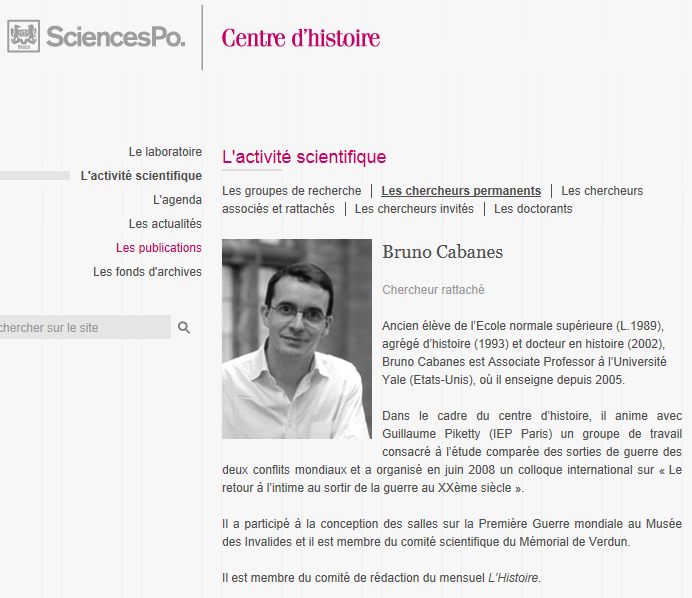 SciencesPo.
PARIS
Centre d'histoire
Le laboratoire
L'activité scientifique
L'agenda
Les actualités
Les publications
Les fonds d'archives
chercher sur le site
L'activité scientifique
Les groupes de recherche | Les chercheurs permanents | Les chercheurs
associés et rattachés | Les chercheurs invités | Les doctorants
Bruno Cabanes
Chercheur rattaché
Ancien élève de l'Ecole normale supérieure (L.1989),
agrégé d'histoire (1993) et docteur en histoire (2002),
Bruno Cabanes est Associate Professor à l'Université
Yale (Etats-Unis), où il enseigne depuis 2005.
Dans le cadre du centre d'histoire, il anime avec
Guillaume Piketty (IEP Paris) un groupe de travail
consacré à l'étude comparée des sorties de guerre des
deux conflits mondiaux et a organisé en juin 2008 un colloque international sur « Le
retour à l'intime au sortir de la guerre au XXème siècle ».
Il a participé à la conception des salles sur la Première Guerre mondiale au Musée
des Invalides et il est membre du comité scientifique du Mémorial de Verdun.
Il est membre du comité de rédaction du mensuel L'Histoire.